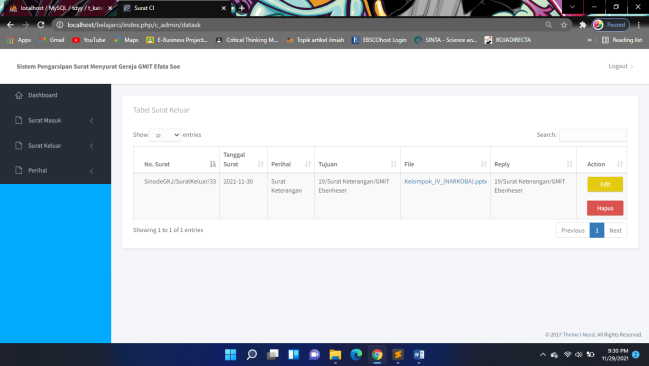 localhost / MySQL / tdyy / t_kate
Surat CI
localhost/belajarci/index.php/c_admin/datask
Paused
Apps
Gmail
YouTube
Maps
E-Business Project...
Critical Thinking M...
Topik artikel ilmiah
EBSCOhost Login
SINTA - Science an...
ROJADIRECTA
»
Reading list
Sistem Pengarsipan Surat Menyurat Gereja GMIT Efata Soe
Logout
Dashboard
Surat Masuk
Surat Keluar
Perihal
Tabel Surat Keluar
Show 10 entries
Search:
No. Surat
Tanggal Surat
Perihal
Tujuan
File
Reply
Action
SinodeGKJ/SuratKeluar/33
2021-11-30
Surat Keterangan
19/Surat Keterangan/GMIT Ebenheser
Kelompok_IV_(NARKOBA).pptx
19/Surat Keterangan/GMIT Ebenheser
Edit
Hapus
Showing 1 to 1 of 1 entries
Previous 1 Next
© 2017 Theme I Need. All Rights Reserved.
9:30 PM
11/29/2021
2